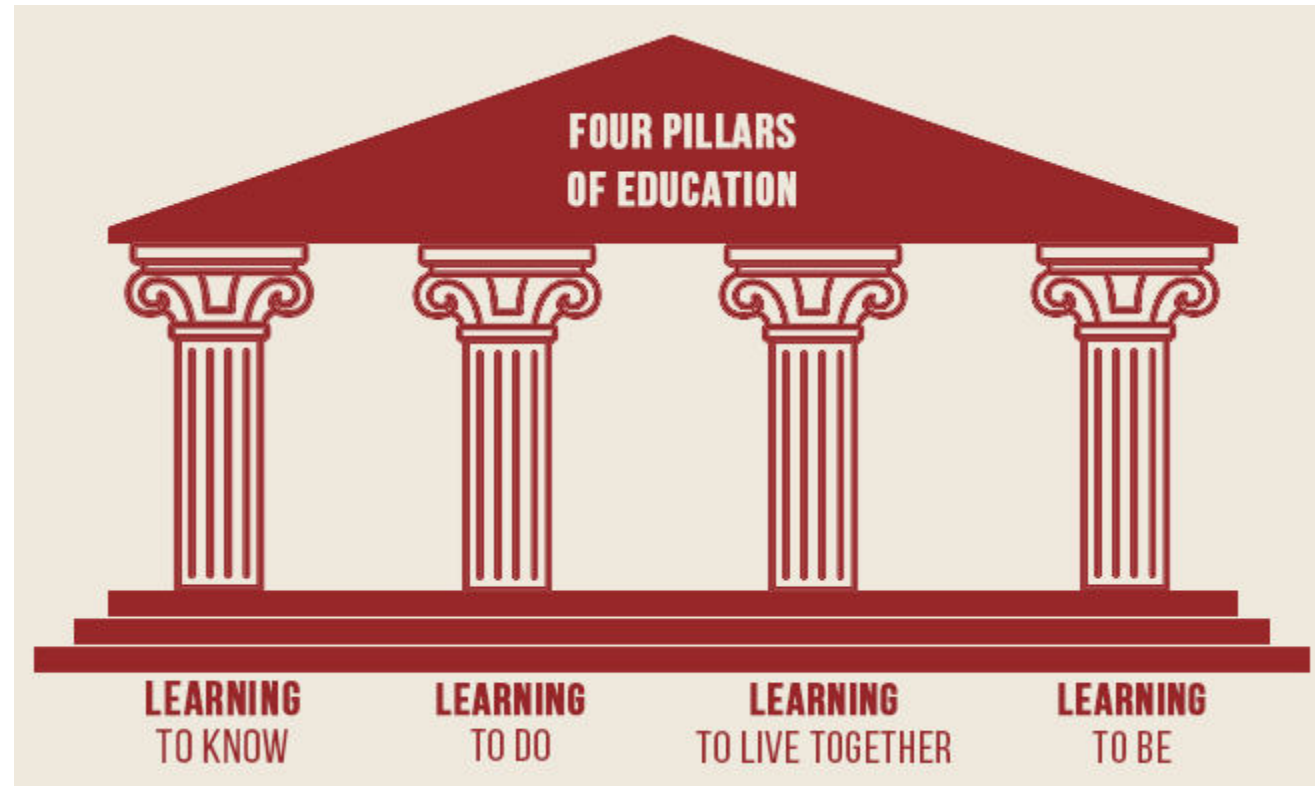 FOUR PILLARS
OF EDUCATION
LEARNING
TO KNOW
LEARNING
TO DO
LEARNING
TO LIVE TOGETHER
LEARNING
TO BE